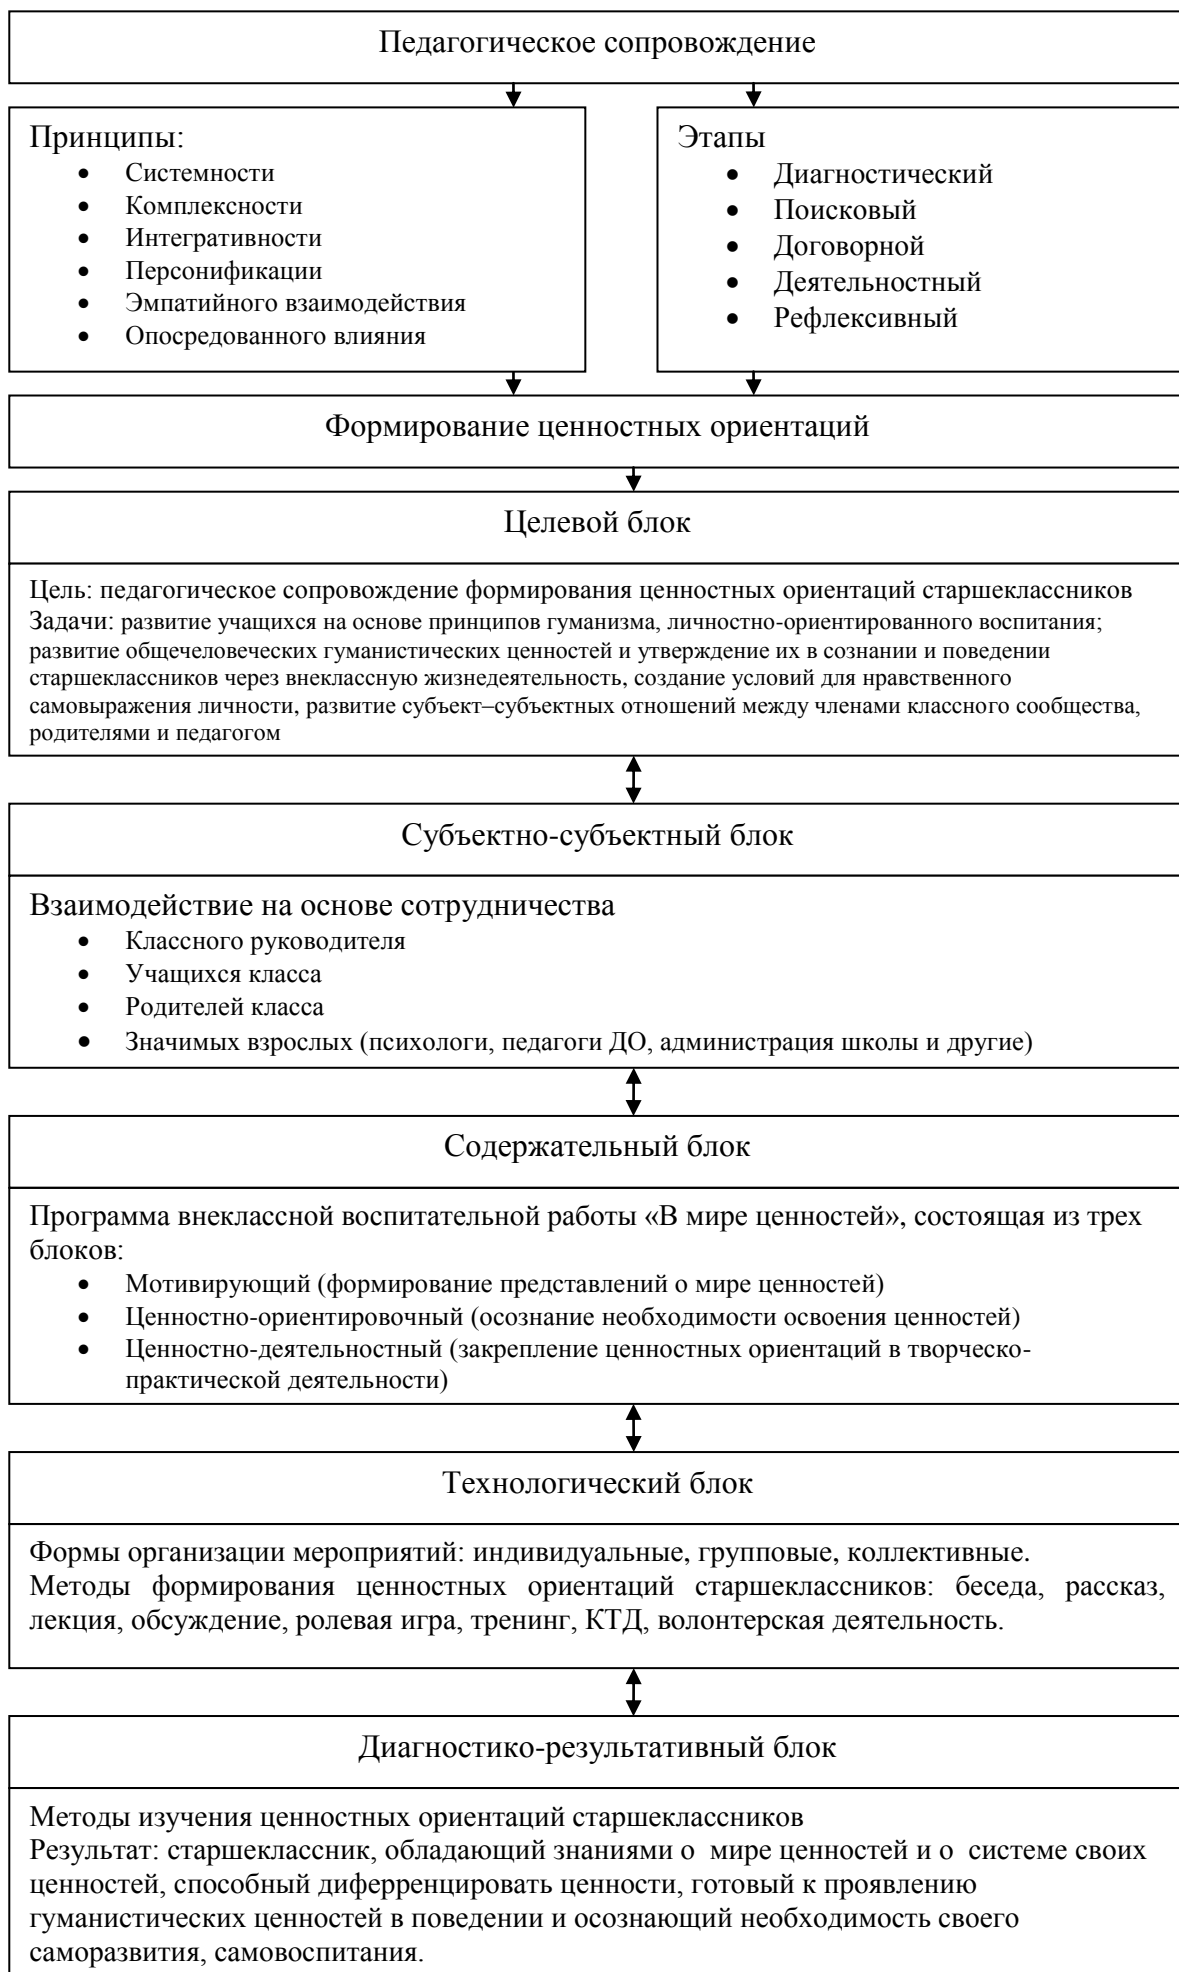 Педагогическое сопровождение
Принципы:
• Системности
• Комплексности
• Интегративности
• Персонификации
• Эмпатийного взаимодействия
• Опосредованного влияния
Этапы
• Диагностический
• Поисковый
• Договорной
• Деятельностный
• Рефлексивный
Формирование ценностных ориентаций
Целевой блок
Цель: педагогическое сопровождение формирования ценностных ориентаций старшеклассников
Задачи: развитие учащихся на основе принципов гуманизма, личностно-ориентированного воспитания;
развитие общечеловеческих гуманистических ценностей и утверждение их в сознании и поведении
старшеклассников через внеклассную жизнедеятельность, создание условий для нравственного
самовыражения личности, развитие субъект–субъектных отношений между членами классного сообщества,
родителями и педагогом
Субъектно-субъектный блок
Взаимодействие на основе сотрудничества
• Классного руководителя
• Учащихся класса
• Родителей класса
• Значимых взрослых (психологи, педагоги ДО, администрация школы и другие)
Содержательный блок
Программа внеклассной воспитательной работы «В мире ценностей», состоящая из трех
блоков:
• Мотивирующий (формирование представлений о мире ценностей)
• Ценностно-ориентировочный (осознание необходимости освоения ценностей)
• Ценностно-деятельностный (закрепление ценностных ориентаций в творческо-
практической деятельности)
Технологический блок
Формы организации мероприятий: индивидуальные, групповые, коллективные.
Методы формирования ценностных ориентаций старшеклассников: беседа, рассказ,
лекция, обсуждение, ролевая игра, тренинг, КТД, волонтерская деятельность.
Диагностико-результативный блок
Методы изучения ценностных ориентаций старшеклассников
Результат: старшеклассник, обладающий знаниями о мире ценностей и о системе своих
ценностей, способный диферренцировать ценности, готовый к проявлению
гуманистических ценностей в поведении и осознающий необходимость своего
саморазвития, самовоспитания.